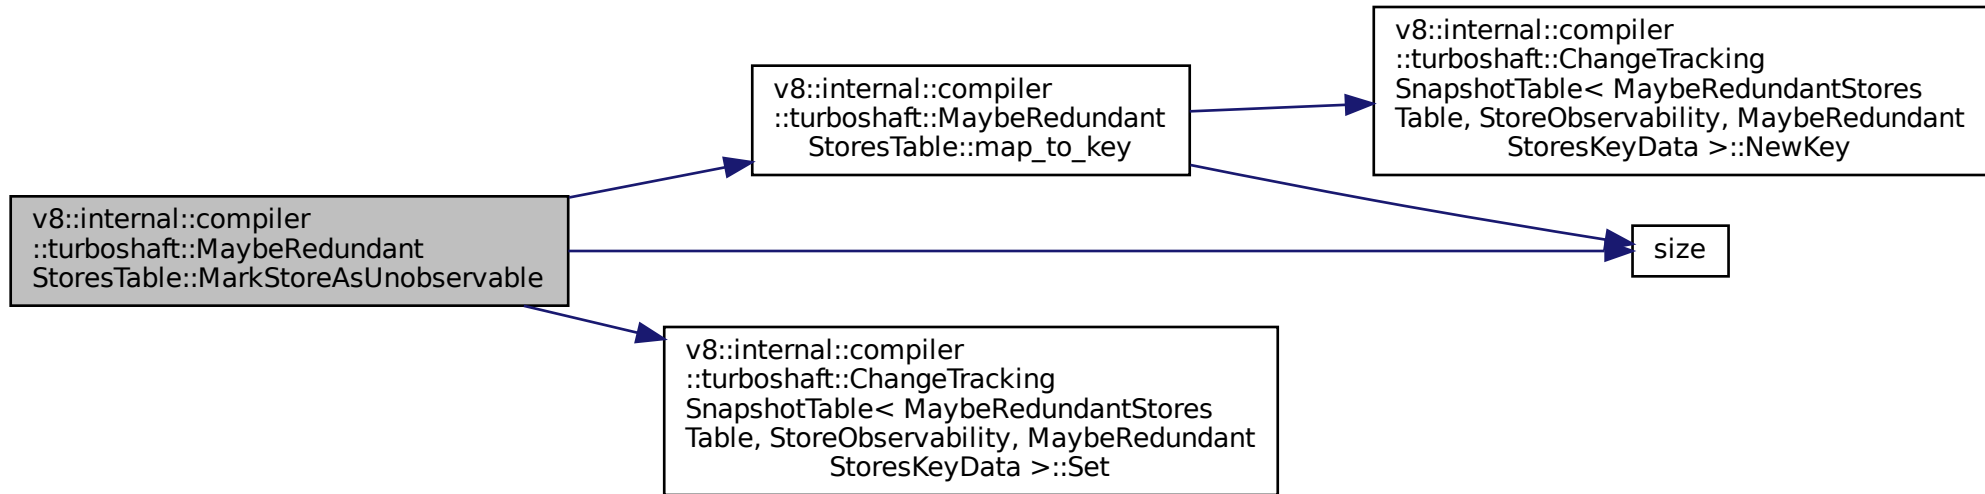 v8::internal::compiler
::turboshaft::MaybeRedundant
StoresTable::MarkStoreAsUnobservable
v8::internal::compiler
::turboshaft::MaybeRedundant
StoresTable::map_to_key
v8::internal::compiler
::turboshaft::ChangeTracking
SnapshotTable< MaybeRedundantStores
Table, StoreObservability, MaybeRedundant
StoresKeyData >::NewKey
size
v8::internal::compiler
::turboshaft::ChangeTracking
SnapshotTable< MaybeRedundantStores
Table, StoreObservability, MaybeRedundant
StoresKeyData >::Set